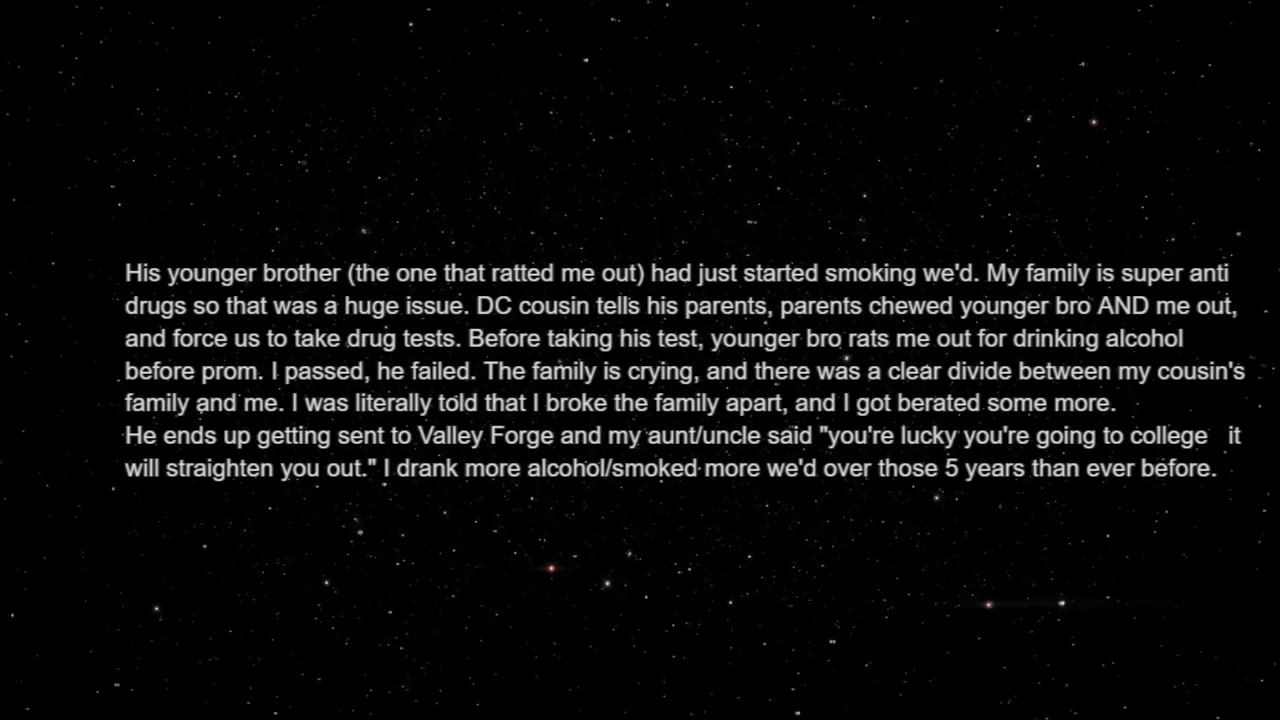 His younger brother (the one that ratted me out) had just started smoking we'd. My family is super anti
drugs so that was a huge issue. DC cousin tells his parents, parents chewed younger bro AND me out,
and force us to take drug tests. Before taking his test, younger bro rats me out for drinking alcohol
before prom. I passed, he failed. The family is crying, and there was a clear divide between my cousin's
family and me. I was literally told that I broke the family apart, and I got berated some more.
He ends up getting sent to Valley Forge and my aunt/uncle said "you're lucky you're going to college   it
will straighten you out." I drank more alcohol/smoked more we'd over those 5 years than ever before.